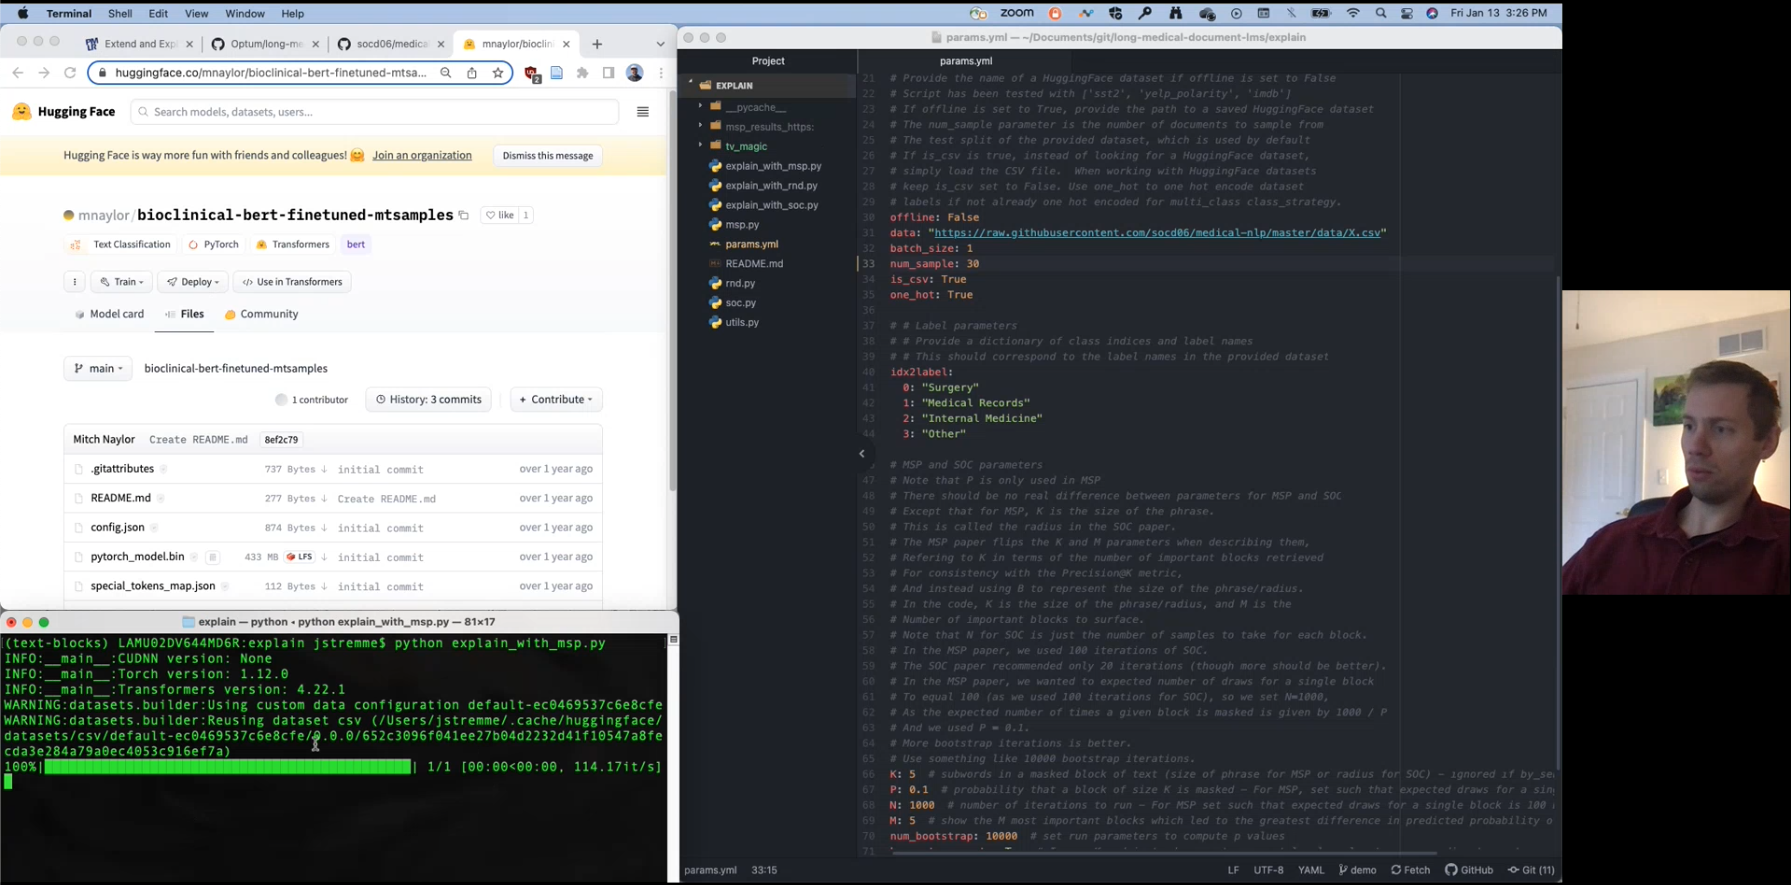 Terminal Shell Edit View Window Help
zoom
Fri Jan 13 3:26 PM
Extend and Exp
Optum/long-me
socd06/medica
mnaylor/biocli
huggingface.co/mnaylor/bioclinical-bert-finetuned-mtsa...
2
Hugging Face
Search models, datasets, users...
Hugging Face is way more fun with friends and colleagues! 🤗 Join an organization
Dismiss this message
mnaylor/bioclinical-bert-finetuned-mtsamples
like 1
Text Classification
PyTorch
Transformers
bert
Train
Deploy
</> Use in Transformers
Model card
Files
Community
main
bioclinical-bert-finetuned-mtsamples
1 contributor
History: 3 commits
+ Contribute
Mitch Naylor Create README.md 8ef2c79
.gitattributes 737 Bytes ↓ initial commit over 1 year ago
README.md 277 Bytes ↓ Create README.md over 1 year ago
config.json 874 Bytes ↓ initial commit over 1 year ago
pytorch_model.bin 433 MB LFS ↓ initial commit over 1 year ago
special_tokens_map.json 112 Bytes ↓ initial commit over 1 year ago
explain — python • python explain_with_msp.py — 81×17
(text-blocks) LAMU02DV644MD6R:explain jstremme$ python explain_with_msp.py
INFO:__main__:CUDNN version: None
INFO:__main__:Torch version: 1.12.0
INFO:__main__:Transformers version: 4.22.1
WARNING:datasets.builder:Using custom data configuration default-ec0469537c6e8cfe
WARNING:datasets.builder:Reusing dataset csv (/Users/jstremme/.cache/huggingface/
datasets/csv/default-ec0469537c6e8cfe/0.0.0/652c3096f041ee27b04d2232d41f10547a8fe
cda3e284a79a0ec4053c916ef7a)
100%| | 1/1 [00:00<00:00, 114.17it/s]
params.yml — ~/Documents/git/long-medical-document-lms/explain
Project
EXPLAIN
__pycache__
msp_results_https:
tv_magic
explain_with_msp.py
explain_with_rnd.py
explain_with_soc.py
msp.py
params.yml
README.md
rnd.py
soc.py
utils.py
params.yml
21 # Provide the name of a HuggingFace dataset if offline is set to False
22 # Script has been tested with ['sst2', 'yelp_polarity', 'imdb']
23 # If offline is set to True, provide the path to a saved HuggingFace dataset
24 # The num_sample parameter is the number of documents to sample from
25 # The test split of the provided dataset, which is used by default
26 # If is_csv is true, instead of looking for a HuggingFace dataset,
27 # simply load the CSV file. When working with HuggingFace datasets
28 # keep is_csv set to False. Use one_hot to one hot encode dataset
29 # labels if not already one hot encoded for multi_class class_strategy.
30 offline: False
31 data: "https://raw.githubusercontent.com/socd06/medical-nlp/master/data/X.csv"
32 batch_size: 1
33 num_sample: 30
34 is_csv: True
35 one_hot: True
36
37 # # Label parameters
38 # # Provide a dictionary of class indices and label names
39 # # This should correspond to the label names in the provided dataset
40 idx2label:
41 0: "Surgery"
42 1: "Medical Records"
43 2: "Internal Medicine"
44 3: "Other"
# MSP and SOC parameters
47 # Note that P is only used in MSP
48 # There should be no real difference between parameters for MSP and SOC
49 # Except that for MSP, K is the size of the phrase.
50 # This is called the radius in the SOC paper.
51 # The MSP paper flips the K and M parameters when describing them,
52 # Refering to K in terms of the number of important blocks retrieved
53 # For consistency with the Precision@K metric,
54 # And instead using B to represent the size of the phrase/radius.
55 # In the code, K is the size of the phrase/radius, and M is the
56 # Number of important blocks to surface.
57 # Note that N for SOC is just the number of samples to take for each block.
58 # In the MSP paper, we used 100 iterations of SOC.
59 # The SOC paper recommended only 20 iterations (though more should be better).
60 # In the MSP paper, we wanted to expected number of draws for a single block
61 # To equal 100 (as we used 100 iterations for SOC), so we set N=1000,
62 # As the expected number of times a given block is masked is given by 1000 / P
63 # And we used P = 0.1.
64 # More bootstrap iterations is better.
65 # Use something like 10000 bootstrap iterations.
66 K: 5 # subwords in a masked block of text (size of phrase for MSP or radius for SOC) – ignored if by_se
67 P: 0.1 # probability that a block of size K is masked – For MSP, set such that expected draws for a sin
68 N: 1000 # number of iterations to run – For MSP set such that expected draws for a single block is 100
69 M: 5 # show the M most important blocks which led to the greatest difference in predicted probability o
70 num_bootstrap: 10000 # set run parameters to compute p values
71
params.yml 33:15
LF UTF-8 YAML demo Fetch GitHub Git (11)